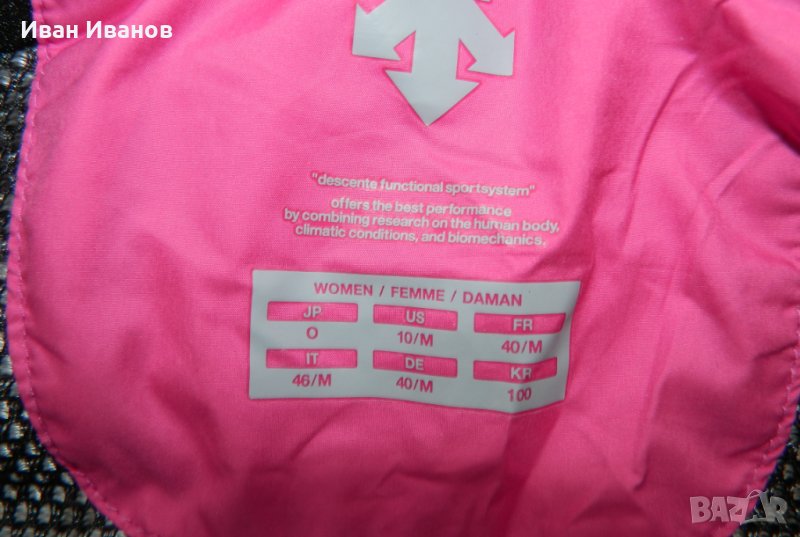 Иван Иванов
"descente functional sportsystem"
offers the best performance
by combining research on the human body,
climatic conditions, and biomechanics.
WOMEN / FEMME / DAMAN
JP US FR
O 10/M 40/M
IT DE KR
46/M 40/M 100
BAZAR